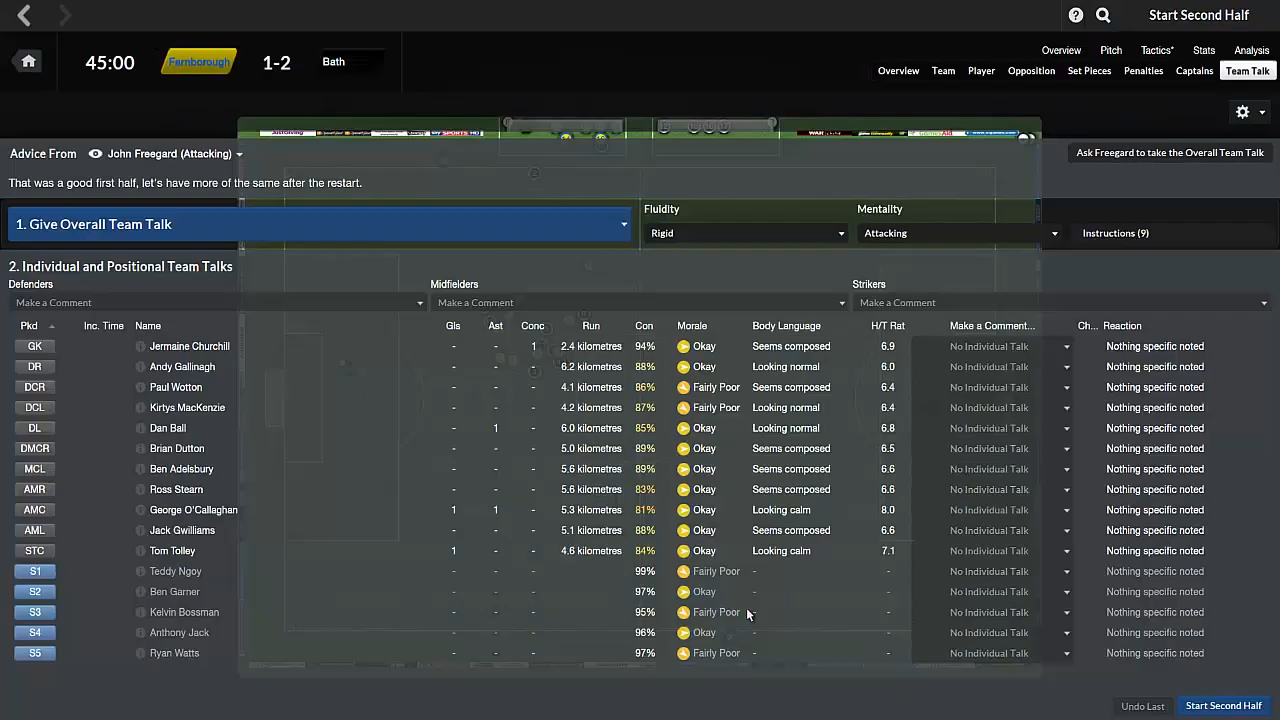 Start Second Half
45:00 Farnborough 1-2 Bath
Overview Pitch Tactics* Stats Analysis
Overview Team Player Opposition Set Pieces Penalties Captains Team Talk
Advice From John Freegard (Attacking)
Ask Freegard to take the Overall Team Talk
That was a good first half, let's have more of the same after the restart.
1. Give Overall Team Talk
Fluidity Mentality
Rigid Attacking Instructions (9)
2. Individual and Positional Team Talks
Defenders Midfielders Strikers
Make a Comment Make a Comment Make a Comment
Pkd Inc. Time Name Gls Ast Conc Run Con Morale Body Language H/T Rat Make a Comment... Ch... Reaction
GK Jermaine Churchill - - 1 2.4 kilometres 94% Okay Seems composed 6.9 No Individual Talk Nothing specific noted
DR Andy Gallinagh - - - 6.2 kilometres 88% Okay Looking normal 6.0 No Individual Talk Nothing specific noted
DCR Paul Wotton - - - 4.1 kilometres 86% Fairly Poor Seems composed 6.4 No Individual Talk Nothing specific noted
DCL Kirtys MacKenzie - - - 4.2 kilometres 87% Fairly Poor Looking normal 6.4 No Individual Talk Nothing specific noted
DL Dan Ball - 1 - 6.0 kilometres 85% Okay Looking normal 6.8 No Individual Talk Nothing specific noted
DMCR Brian Dutton - - - 5.0 kilometres 89% Okay Seems composed 6.5 No Individual Talk Nothing specific noted
MCL Ben Adelsbury - - - 5.6 kilometres 89% Okay Seems composed 6.6 No Individual Talk Nothing specific noted
AMR Ross Stearn - - - 5.6 kilometres 83% Okay Seems composed 6.6 No Individual Talk Nothing specific noted
AMC George O'Callaghan 1 1 - 5.3 kilometres 81% Okay Looking calm 8.0 No Individual Talk Nothing specific noted
AML Jack Gwilliams - - - 5.1 kilometres 88% Okay Seems composed 6.6 No Individual Talk Nothing specific noted
STC Tom Tolley 1 - - 4.6 kilometres 84% Okay Looking calm 7.1 No Individual Talk Nothing specific noted
S1 Teddy Ngoy - - - 99% Fairly Poor - - No Individual Talk Nothing specific noted
S2 Ben Garner - - - 97% Okay - - No Individual Talk Nothing specific noted
S3 Kelvin Bossman - - - 95% Fairly Poor - - No Individual Talk Nothing specific noted
S4 Anthony Jack - - - 96% Okay - - No Individual Talk Nothing specific noted
S5 Ryan Watts - - - 97% Fairly Poor - - No Individual Talk Nothing specific noted
Undo Last Start Second Half